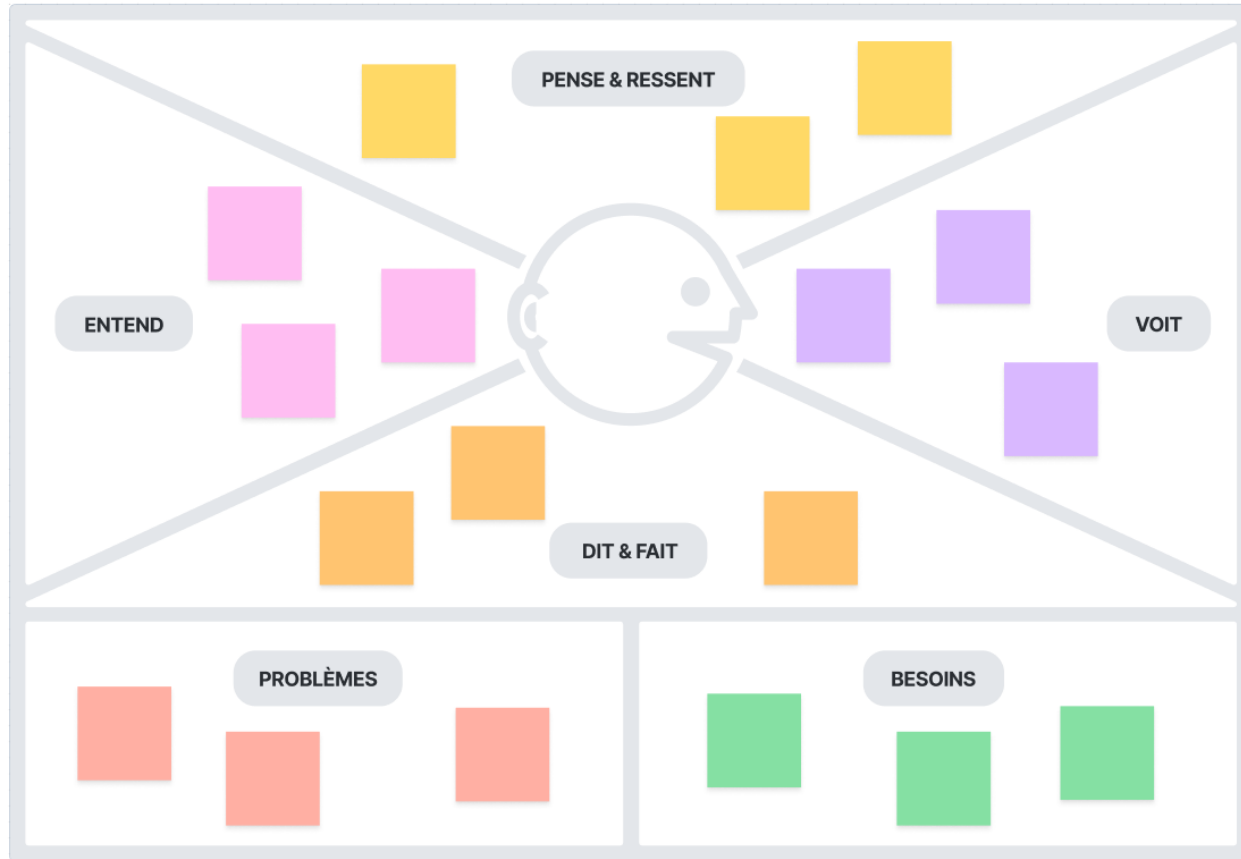 PENSE & RESSENT
ENTEND
VOIT
DIT & FAIT
PROBLÈMES
BESOINS